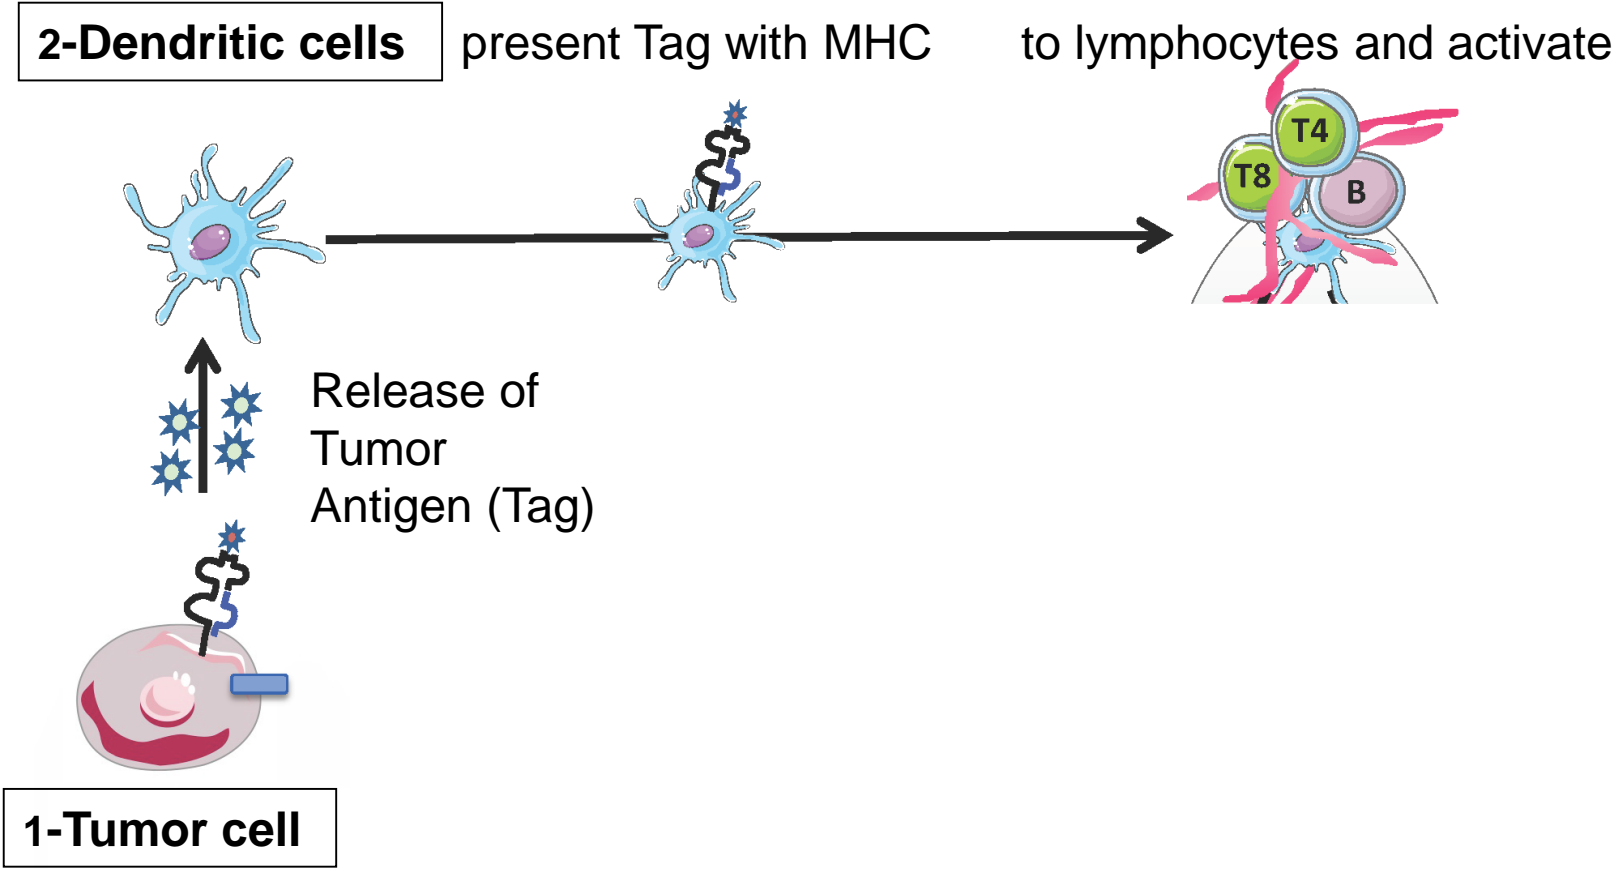 2-Dendritic cells present Tag with MHC to lymphocytes and activate
T4
T8
B
Release of
Tumor
Antigen (Tag)
1-Tumor cell